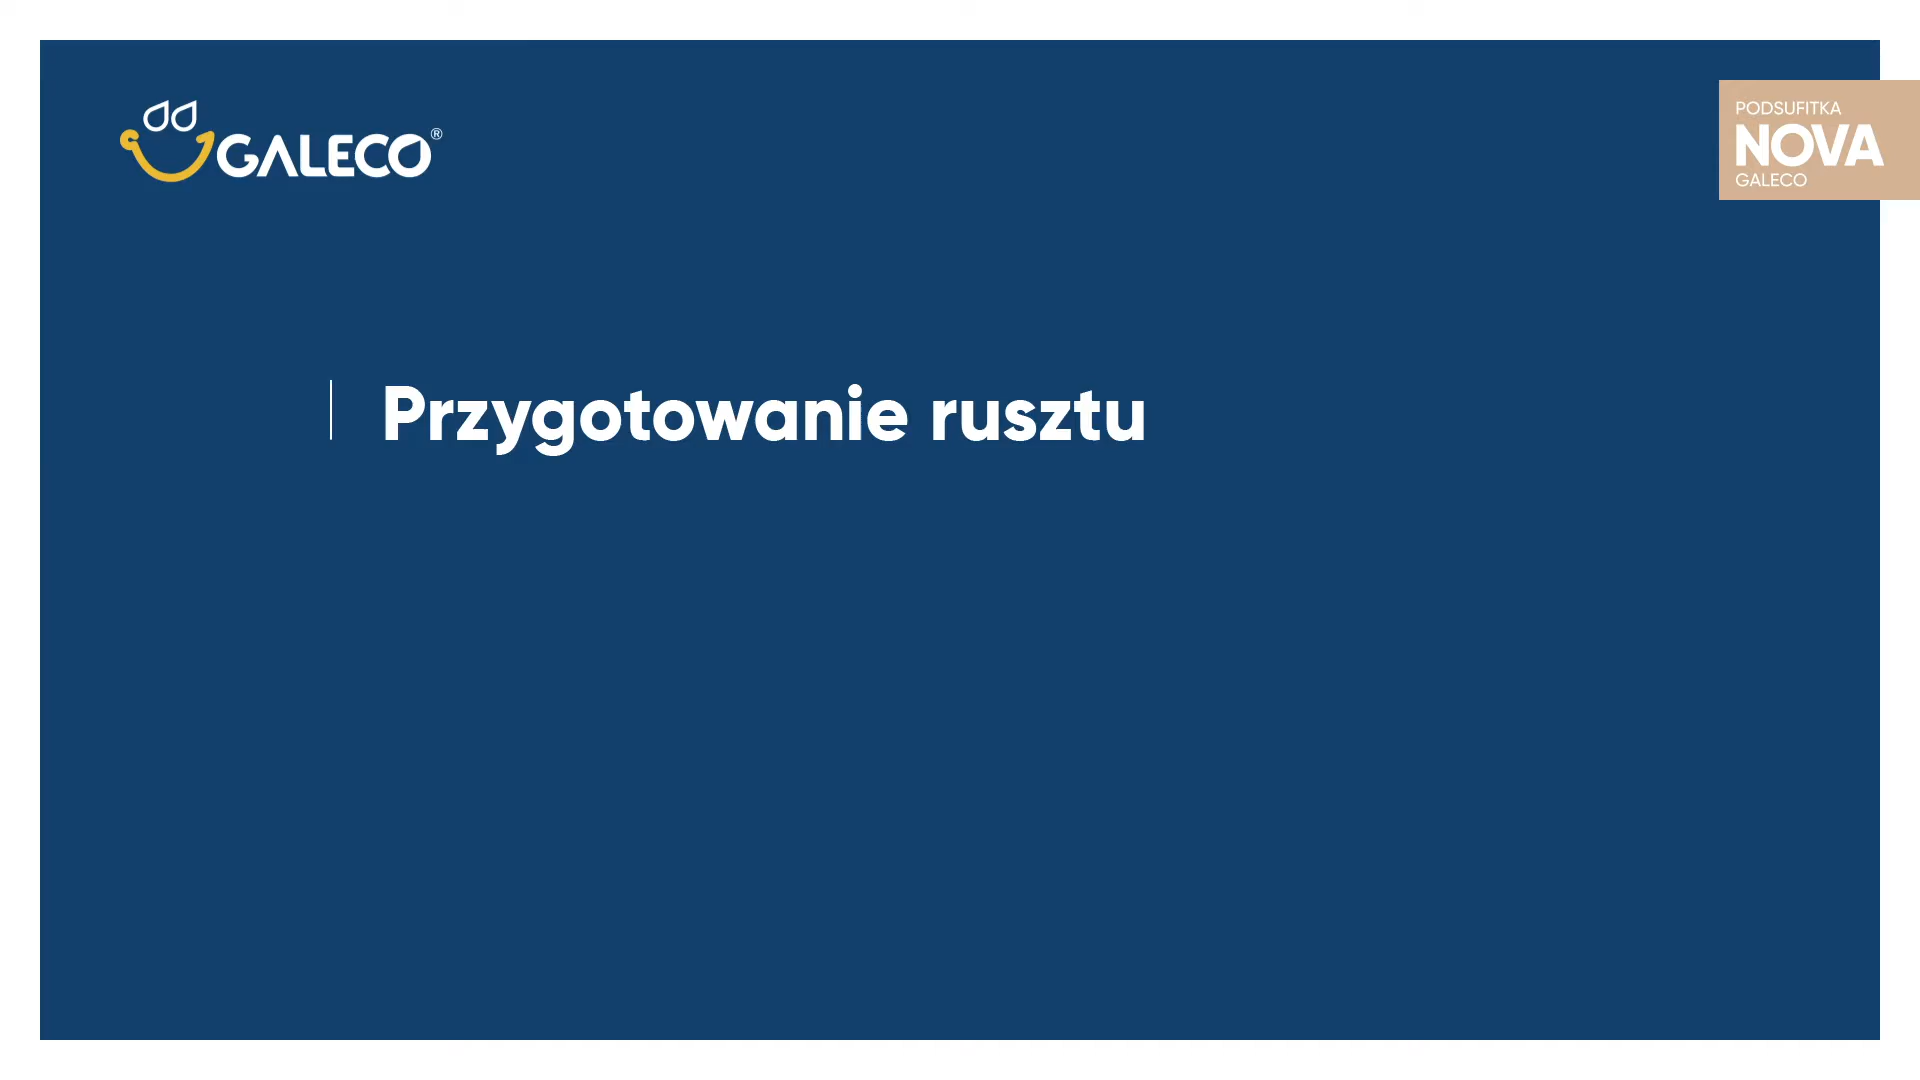 GALECO®
PODSUFITKA
NOVA
GALECO
Przygotowanie rusztu